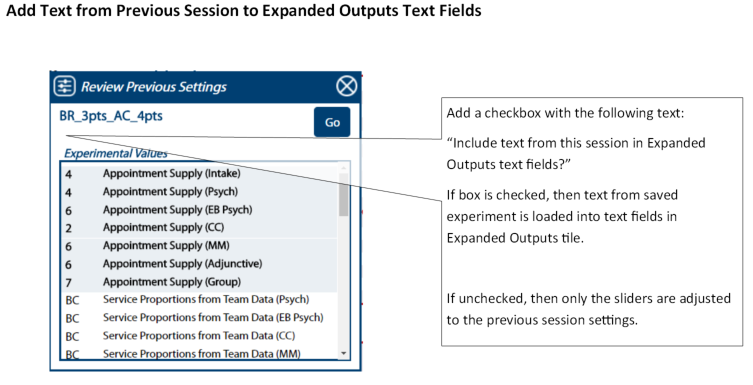 Add Text from Previous Session to Expanded Outputs Text Fields
Review Previous Settings
BR_3pts_AC_4pts
Go
Experimental Values
4 Appointment Supply (Intake)
4 Appointment Supply (Psych)
6 Appointment Supply (EB Psych)
2 Appointment Supply (CC)
6 Appointment Supply (MM)
6 Appointment Supply (Adjunctive)
7 Appointment Supply (Group)
BC Service Proportions from Team Data (Psych)
BC Service Proportions from Team Data (EB Psych)
BC Service Proportions from Team Data (CC)
BC Service Proportions from Team Data (MM)
Add a checkbox with the following text:
“Include text from this session in Expanded
Outputs text fields?”
If box is checked, then text from saved
experiment is loaded into text fields in
Expanded Outputs tile.
If unchecked, then only the sliders are adjusted
to the previous session settings.